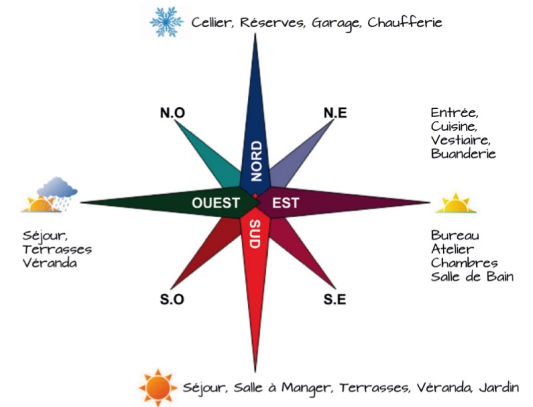 Cellier, Réserves, Garage, Chaufferie
N.O
N.E
Entrée,
Cuisine,
Vestiaire,
Buanderie
NORD
OUEST
EST
SUD
Séjour,
Terrasses
Véranda
Bureau
Atelier
Chambres
Salle de Bain
S.O
S.E
Séjour, Salle à Manger, Terrasses, Véranda, Jardin